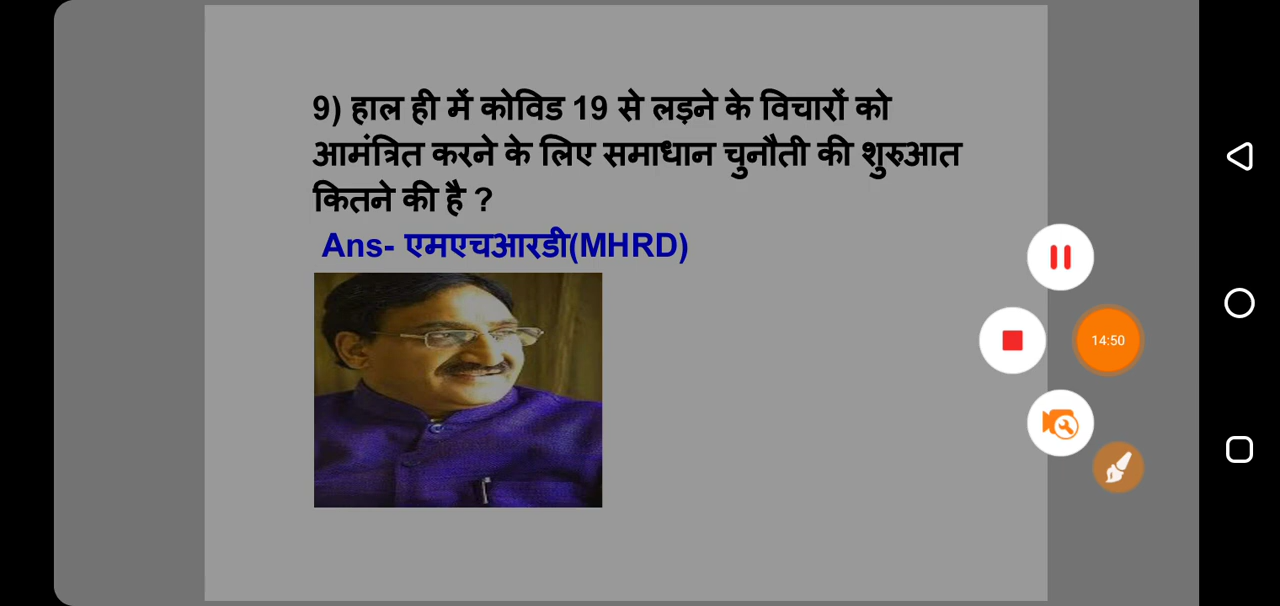 9) हाल ही में कोविड 19 से लड़ने के विचारों को
आमंत्रित करने के लिए समाधान चुनौती की शुरुआत
कितने की है ?
Ans- एमएचआरडी(MHRD)
14:50